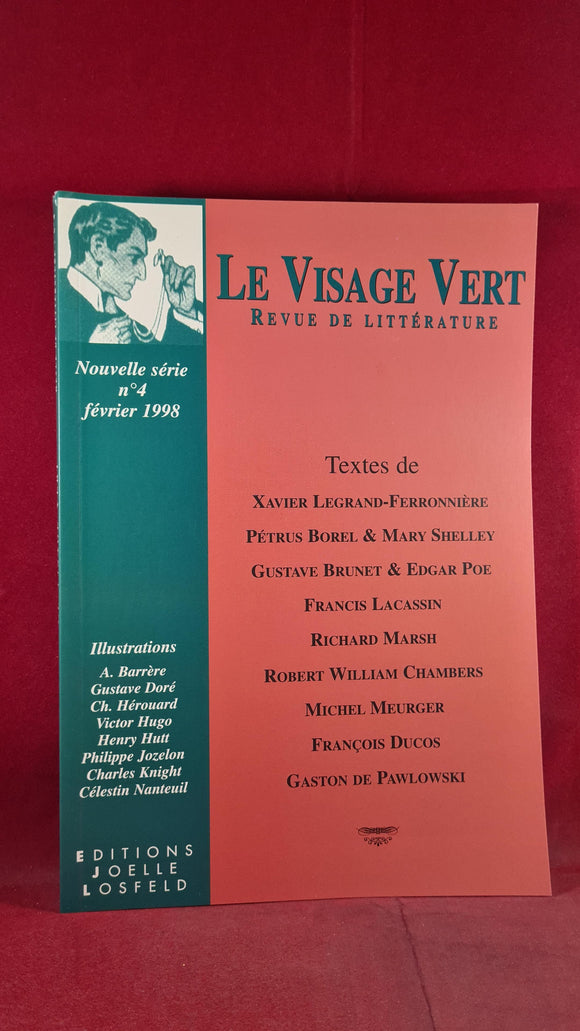 LE VISAGE VERT
REVUE DE LITTÉRATURE
Nouvelle série
n°4
février 1998
Textes de
XAVIER LEGRAND-FERRONNIÈRE
PÉTRUS BOREL & MARY SHELLEY
GUSTAVE BRUNET & EDGAR POE
FRANCIS LACASSIN
RICHARD MARSH
ROBERT WILLIAM CHAMBERS
MICHEL MEURGER
FRANÇOIS DUCOS
GASTON DE PAWLOWSKI
Illustrations
A. Barrère
Gustave Doré
Ch. Hérouard
Victor Hugo
Henry Hutt
Philippe Jozelon
Charles Knight
Célestin Nanteuil
EDITIONS
JOELLE
LOSFELD